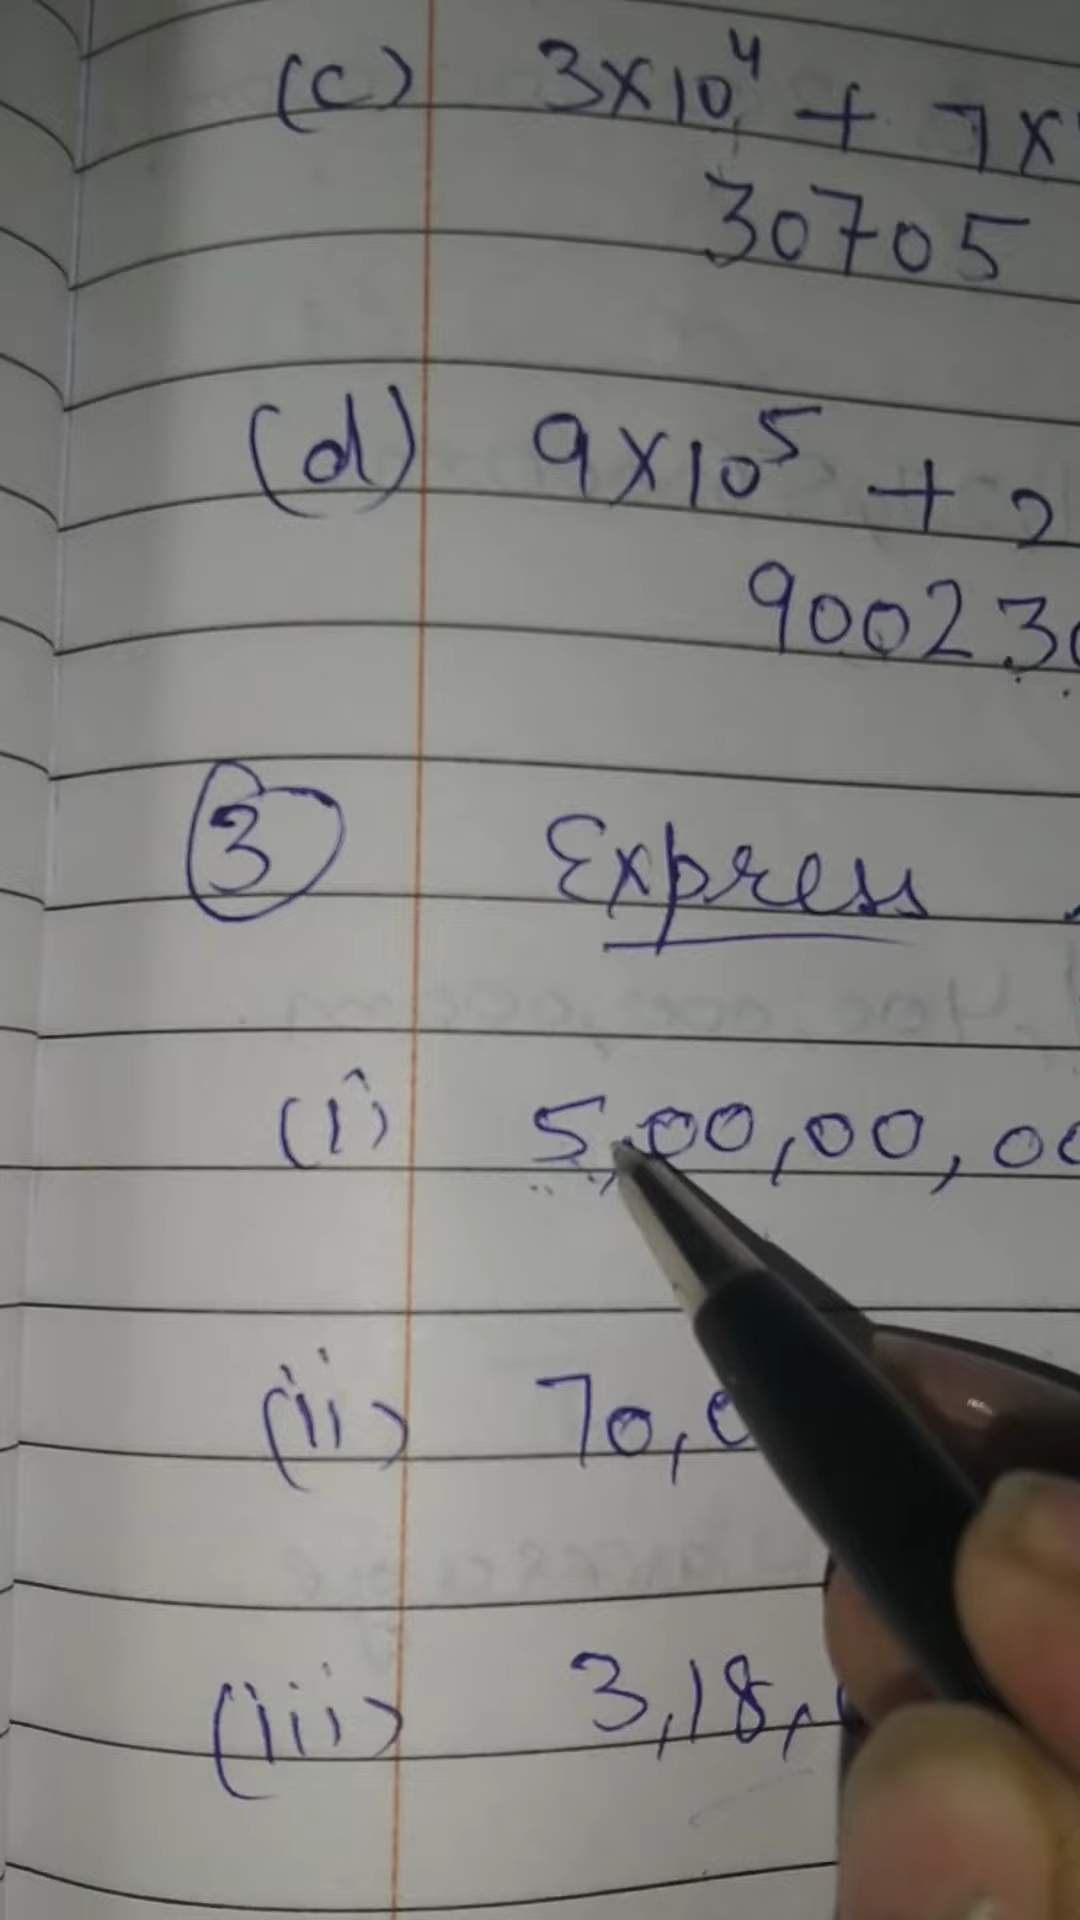 (c) 3×10⁴ + 7×
30705
(d) 9×10⁵ + 2
90023
(3) Express
(i) 5,00,00,00
(ii) 70,0
(iii) 3,18,